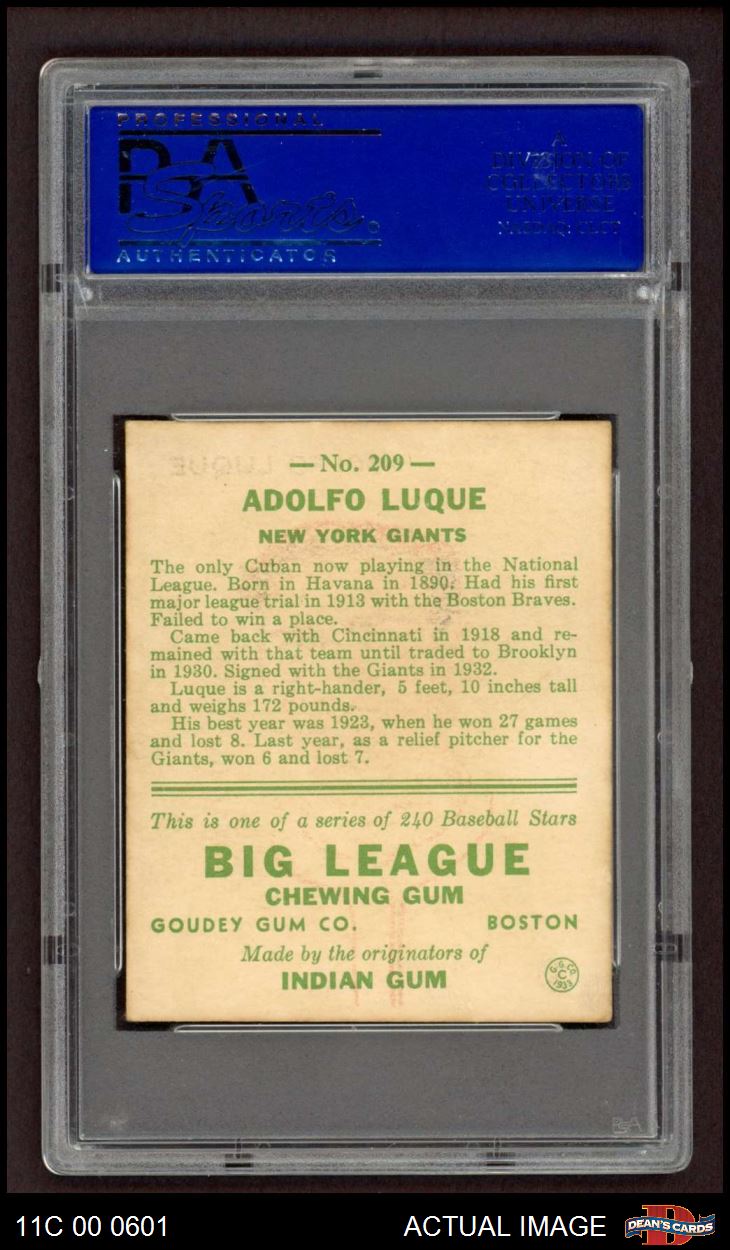 PROFESSIONAL
PSA
Sports
AUTHENTICATOR
A
DIVISION OF
COLLECTORS
UNIVERSE
NASDAQ: CLCT
— No. 209 —
ADOLFO LUQUE
NEW YORK GIANTS
The only Cuban now playing in the National
League. Born in Havana in 1890. Had his first
major league trial in 1913 with the Boston Braves.
Failed to win a place.
Came back with Cincinnati in 1918 and re-
mained with that team until traded to Brooklyn
in 1930. Signed with the Giants in 1932.
Luque is a right-hander, 5 feet, 10 inches tall
and weighs 172 pounds.
His best year was 1923, when he won 27 games
and lost 8. Last year, as a relief pitcher for the
Giants, won 6 and lost 7.
This is one of a series of 240 Baseball Stars
BIG LEAGUE
CHEWING GUM
GOUDEY GUM CO. BOSTON
Made by the originators of
INDIAN GUM
G. G. CO.
C
1933
PSA
11C 00 0601 ACTUAL IMAGE
D
DEAN'S CARDS